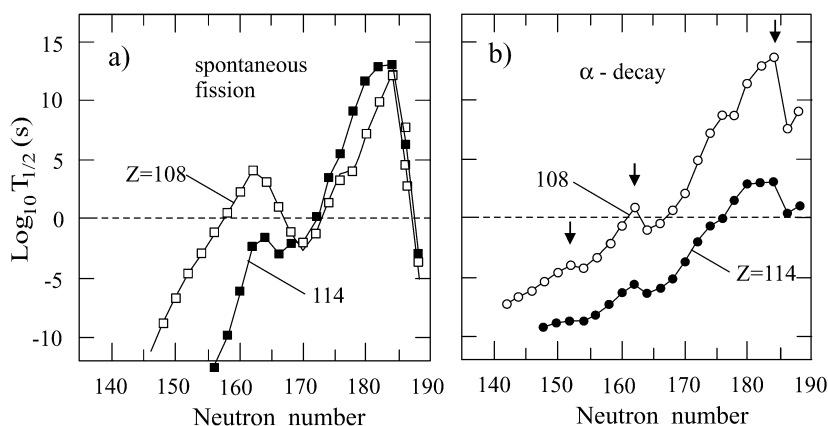 a)
spontaneous
fission
Z=108
114
Log10 T1/2 (s)
15
10
5
0
-5
-10
140 150 160 170 180 190
Neutron number
b)
α - decay
108
Z=114
140 150 160 170 180 190
Neutron number